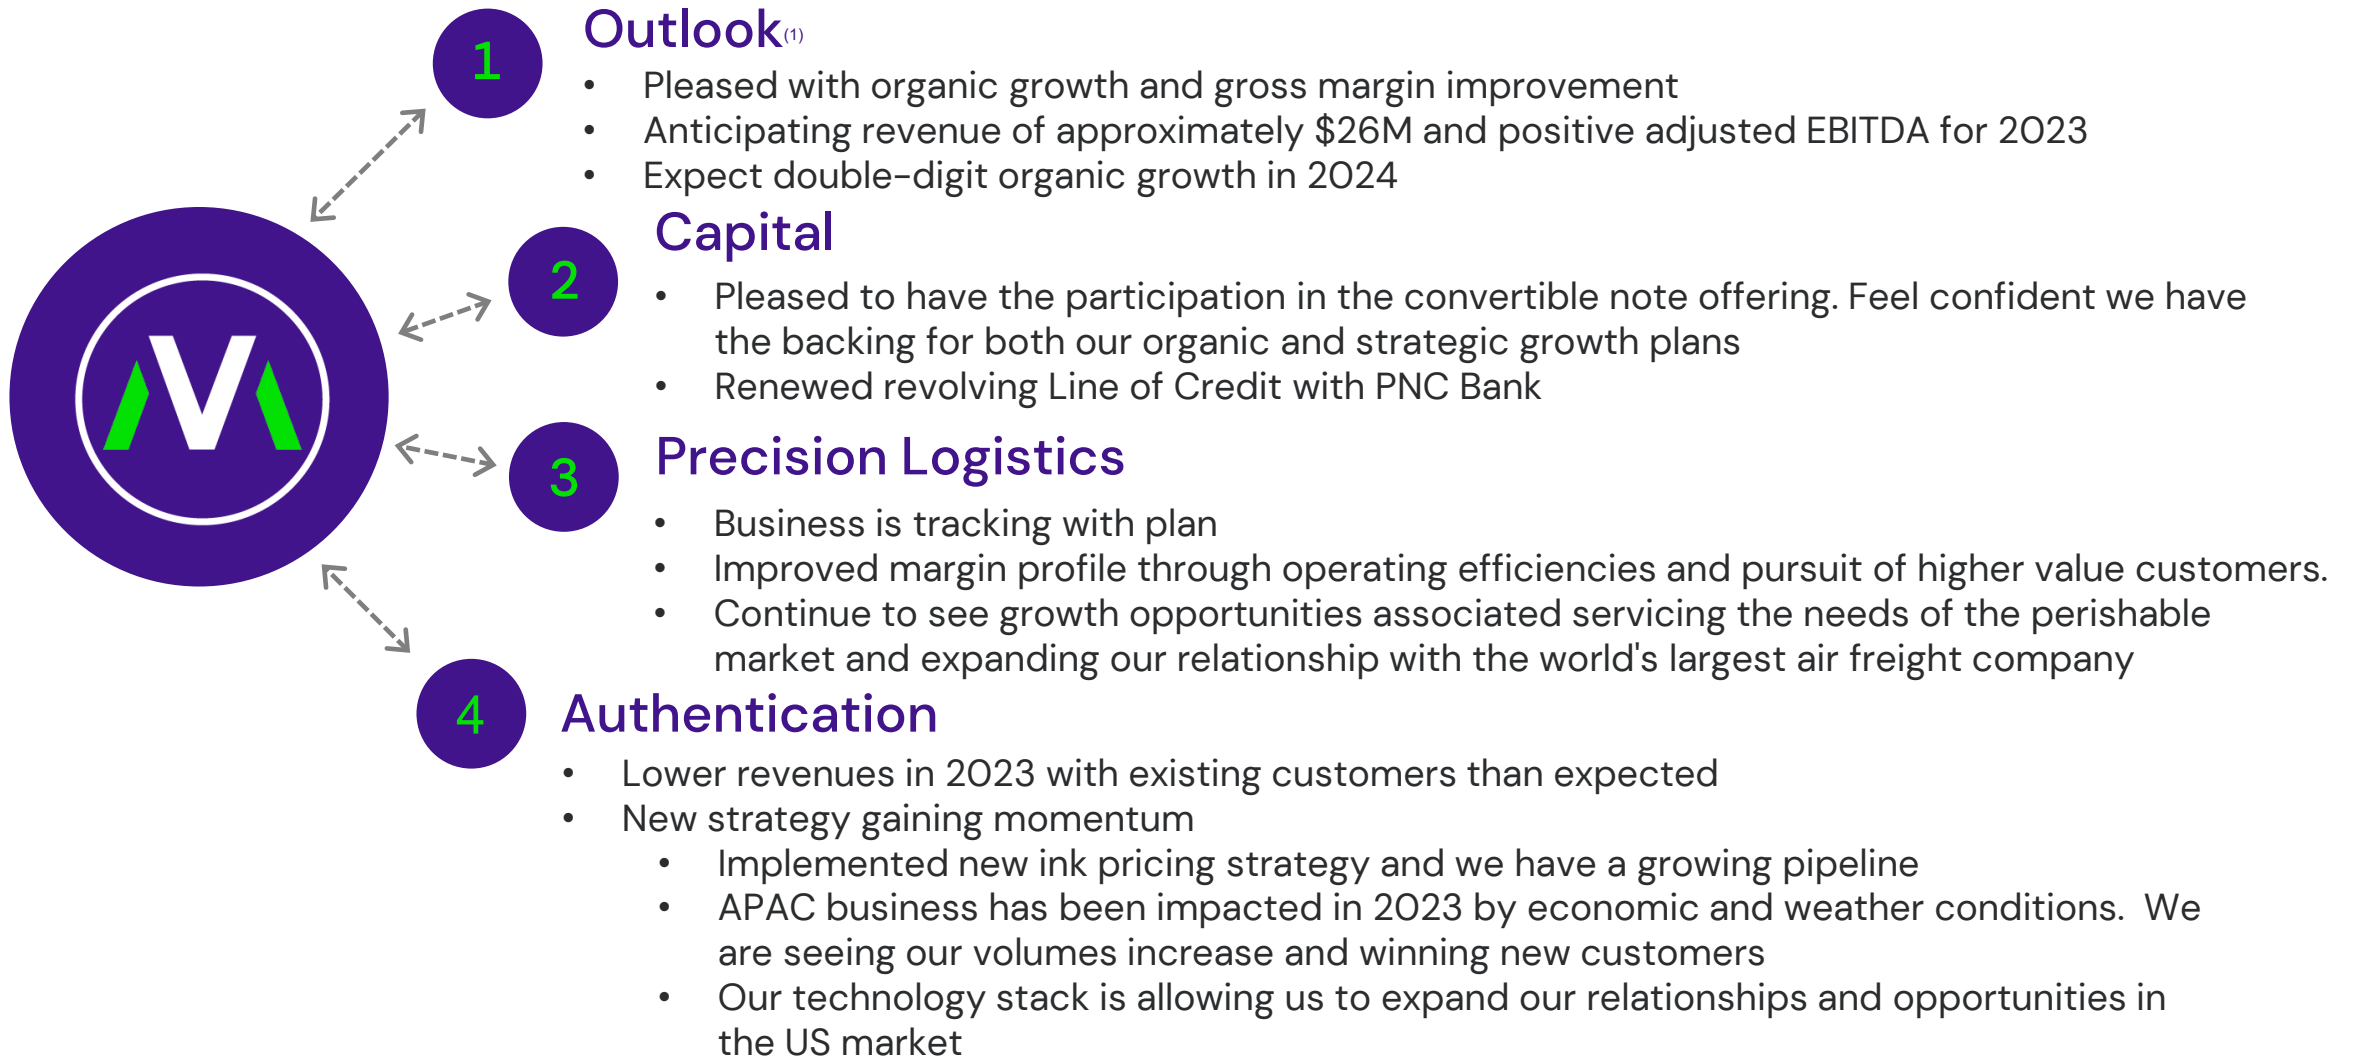 1
Outlook(1)
• Pleased with organic growth and gross margin improvement
• Anticipating revenue of approximately $26M and positive adjusted EBITDA for 2023
• Expect double-digit organic growth in 2024
2
Capital
• Pleased to have the participation in the convertible note offering. Feel confident we have
the backing for both our organic and strategic growth plans
• Renewed revolving Line of Credit with PNC Bank
3
Precision Logistics
• Business is tracking with plan
• Improved margin profile through operating efficiencies and pursuit of higher value customers.
• Continue to see growth opportunities associated servicing the needs of the perishable
market and expanding our relationship with the world's largest air freight company
4
Authentication
• Lower revenues in 2023 with existing customers than expected
• New strategy gaining momentum
• Implemented new ink pricing strategy and we have a growing pipeline
• APAC business has been impacted in 2023 by economic and weather conditions.  We
are seeing our volumes increase and winning new customers
• Our technology stack is allowing us to expand our relationships and opportunities in
the US market